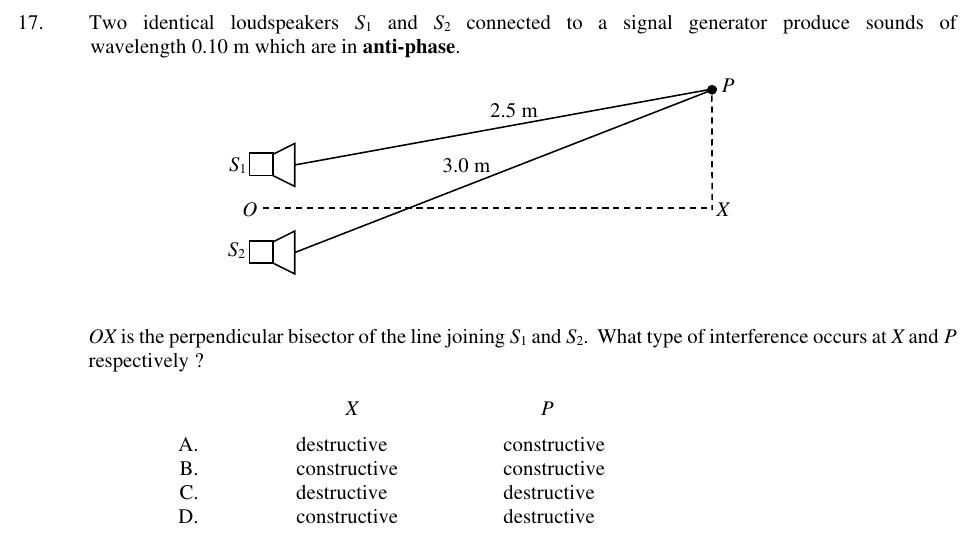 17. Two identical loudspeakers S₁ and S₂ connected to a signal generator produce sounds of
wavelength 0.10 m which are in anti-phase.
P
2.5 m
S₁
3.0 m
O
X
S₂
OX is the perpendicular bisector of the line joining S₁ and S₂. What type of interference occurs at X and P
respectively ?
X P
A. destructive constructive
B. constructive constructive
C. destructive destructive
D. constructive destructive